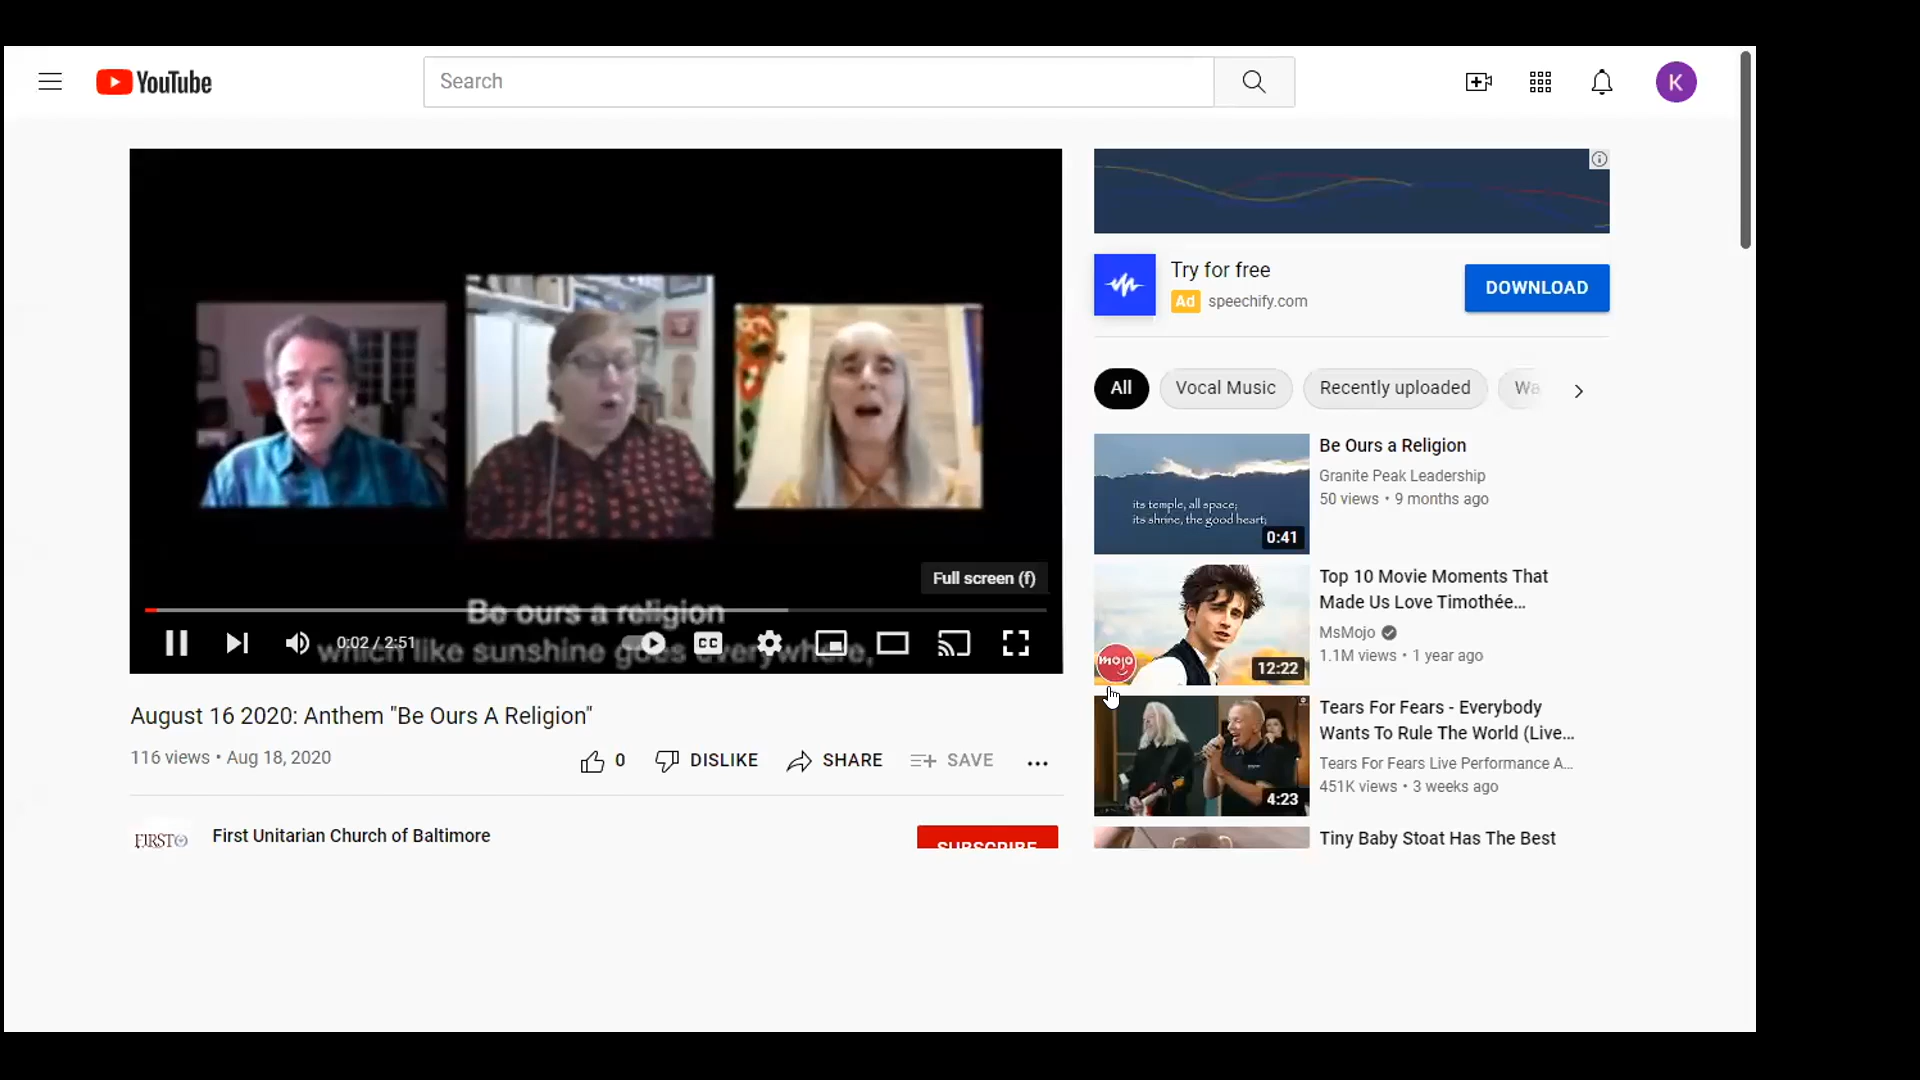 YouTube
Search
K
Try for free
Ad speechify.com
DOWNLOAD
All
Vocal Music
Recently uploaded
Wa
Full screen (f)
Be ours a religion
which like sunshine goes everywhere,
0:02 / 2:51
CC
August 16 2020: Anthem "Be Ours A Religion"
116 views • Aug 18, 2020
0
DISLIKE
SHARE
SAVE
FIRST
First Unitarian Church of Baltimore
SUBSCRIBE
its temple, all space;
its shrine, the good heart;
0:41
Be Ours a Religion
Granite Peak Leadership
50 views • 9 months ago
mojo
12:22
Top 10 Movie Moments That
Made Us Love Timothée...
MsMojo
1.1M views • 1 year ago
4:23
Tears For Fears - Everybody
Wants To Rule The World (Live...
Tears For Fears Live Performance A...
451K views • 3 weeks ago
Tiny Baby Stoat Has The Best